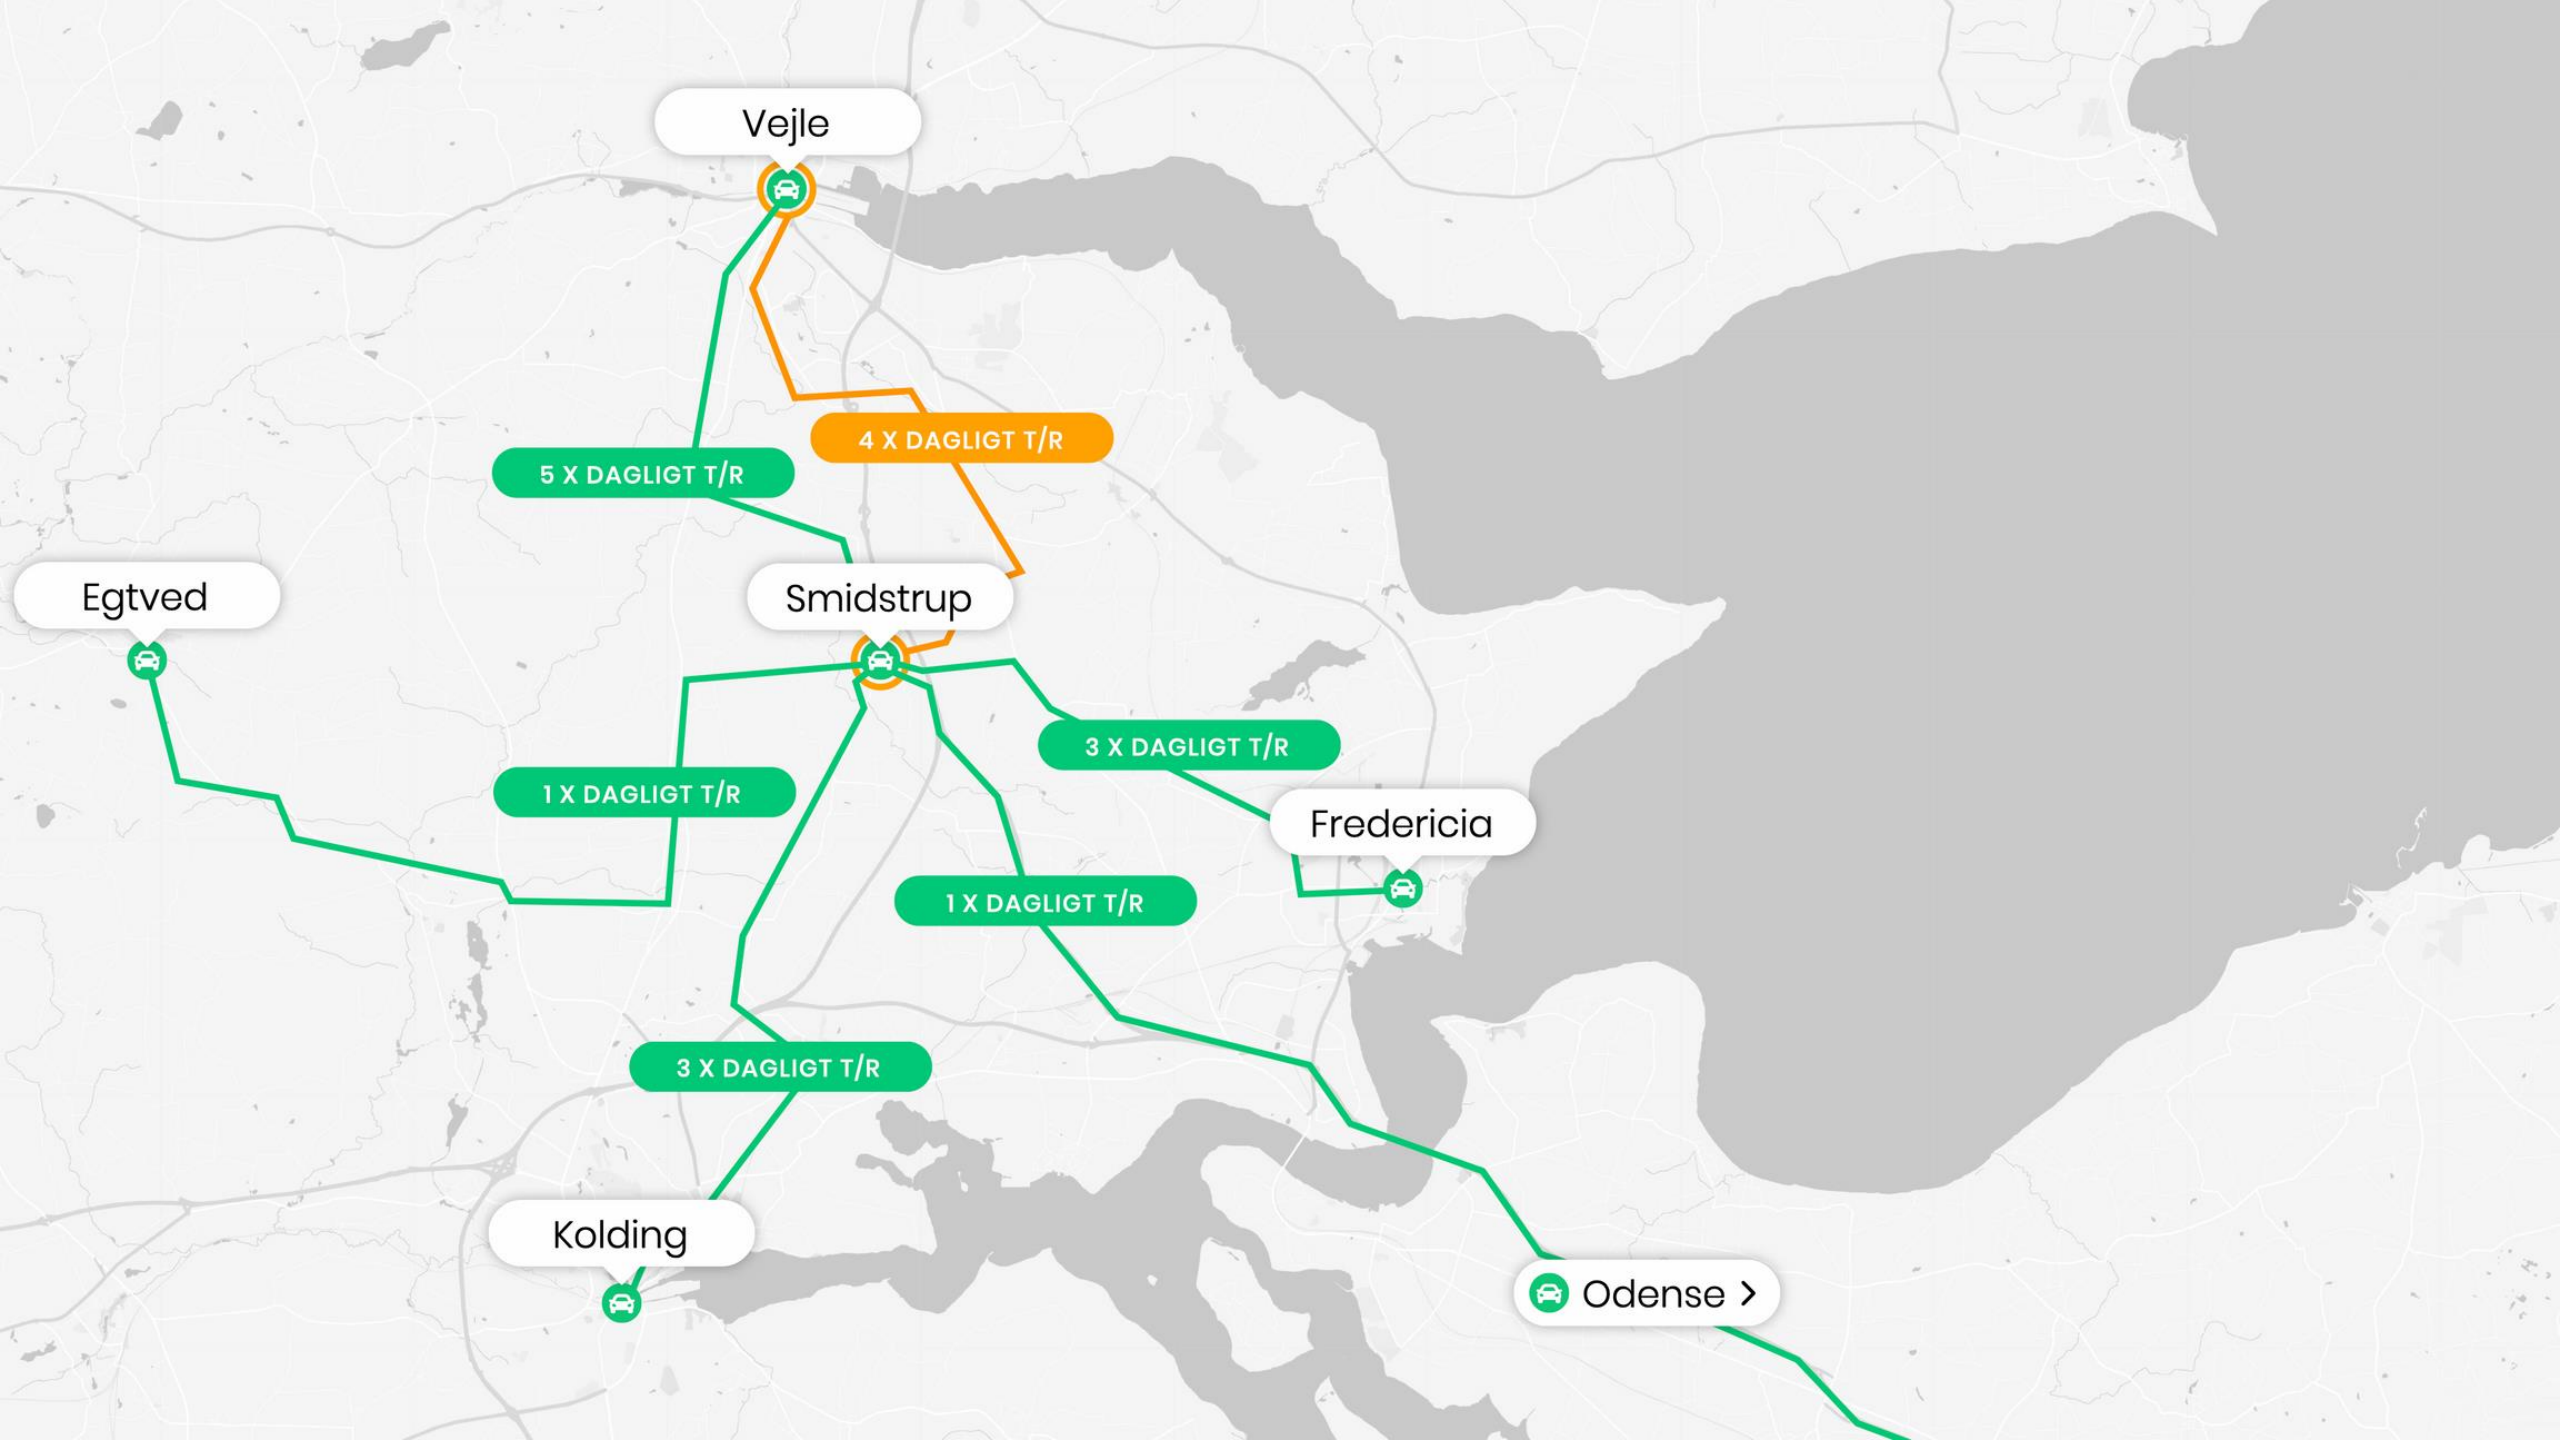 Vejle
4 X DAGLIGT T/R
5 X DAGLIGT T/R
Egtved
Smidstrup
3 X DAGLIGT T/R
1 X DAGLIGT T/R
Fredericia
1 X DAGLIGT T/R
3 X DAGLIGT T/R
Kolding
Odense >